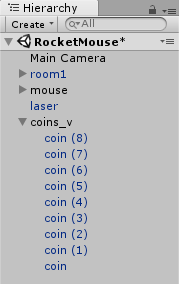 Hierarchy
Create All
RocketMouse*
Main Camera
room1
mouse
laser
coins_v
coin (8)
coin (7)
coin (6)
coin (5)
coin (4)
coin (3)
coin (2)
coin (1)
coin